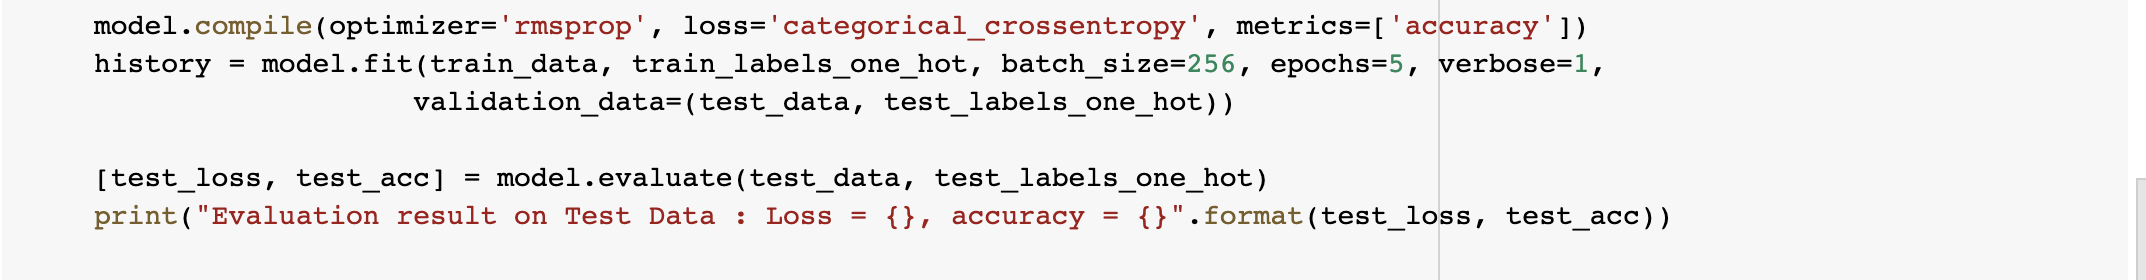 model.compile(optimizer='rmsprop', loss='categorical_crossentropy', metrics=['accuracy'])
history = model.fit(train_data, train_labels_one_hot, batch_size=256, epochs=5, verbose=1,
                   validation_data=(test_data, test_labels_one_hot))
[test_loss, test_acc] = model.evaluate(test_data, test_labels_one_hot)
print("Evaluation result on Test Data : Loss = {}, accuracy = {}".format(test_loss, test_acc))